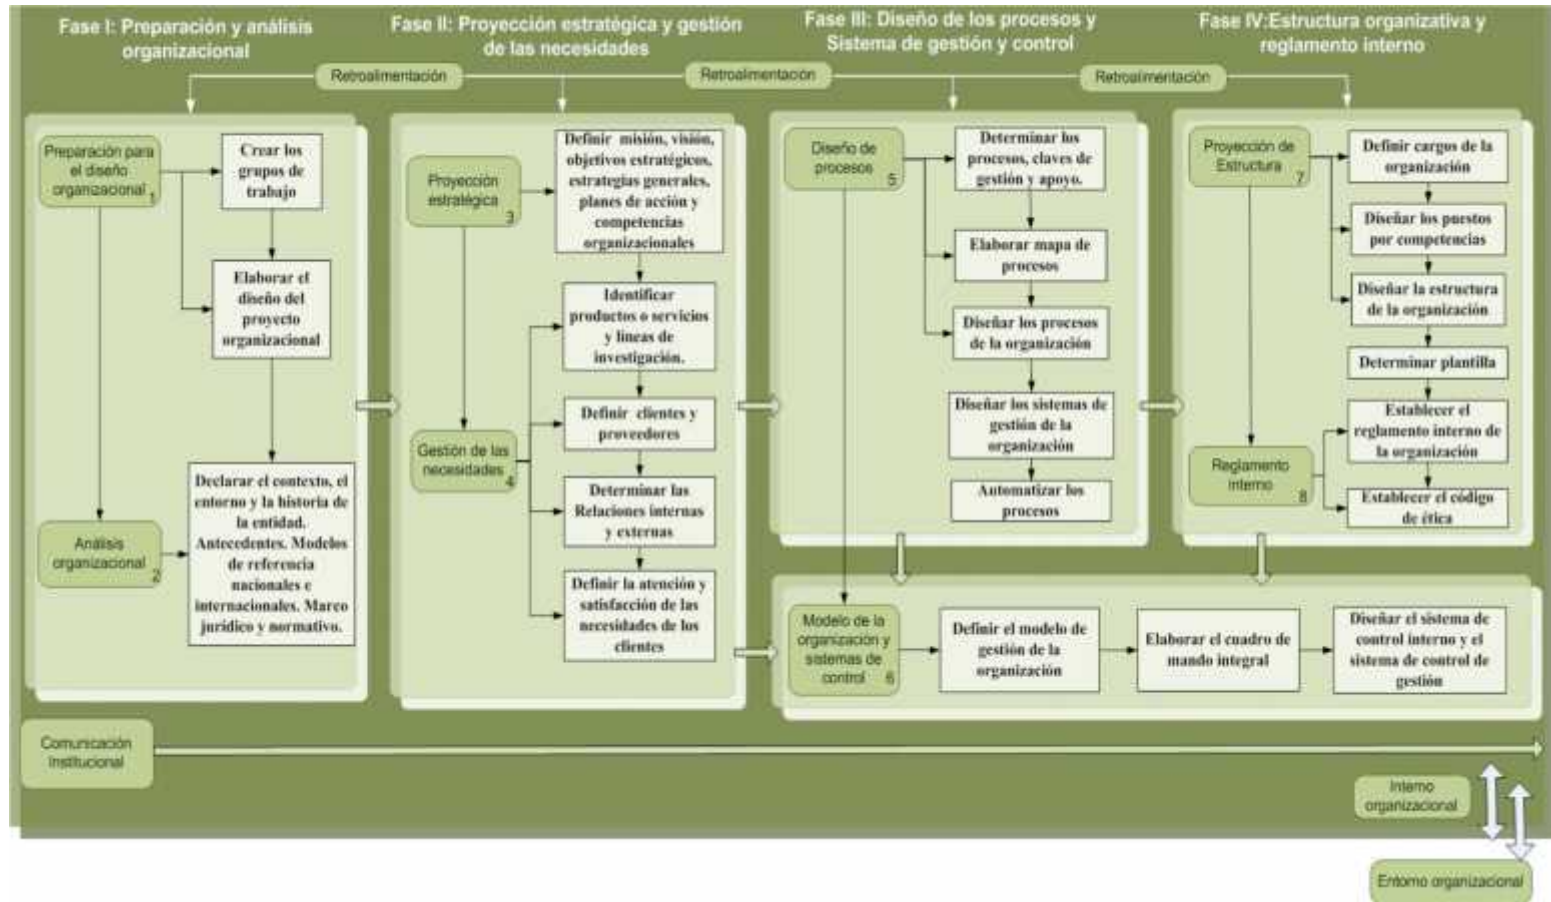 Fase I: Preparación y análisis
organizacional
Fase II: Proyección estratégica y gestión
de las necesidades
Fase III: Diseño de los procesos y
Sistema de gestión y control
Fase IV:Estructura organizativa y
reglamento interno
Retroalimentación
Retroalimentación
Retroalimentación
Preparación para
el diseño
organizacional
1
Crear los
grupos de
trabajo
Elaborar el
diseño del
proyecto
organizacional
Análisis
organizacional
2
Declarar el contexto, el
entorno y la historia de
la entidad.
Antecedentes. Modelos
de referencia
nacionales e
internacionales. Marco
jurídico y normativo.
Proyección
estratégica
3
Definir misión, visión,
objetivos estratégicos,
estrategias generales,
planes de acción y
competencias
organizacionales
Identificar
productos o servicios
y líneas de
investigación.
Definir clientes y
proveedores
Gestión de las
necesidades
4
Determinar las
Relaciones internas
y externas
Definir la atención y
satisfacción de las
necesidades de los
clientes
Diseño de
procesos
5
Determinar los
procesos, claves de
gestión y apoyo.
Elaborar mapa de
procesos
Diseñar los procesos
de la organización
Diseñar los sistemas de
gestión de la
organización
Automatizar los
procesos
Proyección de
Estructura
7
Definir cargos de la
organización
Diseñar los puestos
por competencias
Diseñar la estructura
de la organización
Determinar plantilla
Establecer el
reglamento interno de
la organización
Reglamento
interno
8
Establecer el código
de ética
Modelo de la
organización y
sistemas de
control
6
Definir el modelo de
gestión de la
organización
Elaborar el cuadro de
mando integral
Diseñar el sistema de
control interno y el
sistema de control de
gestión
Comunicación
Institucional
Interno
organizacional
Entorno organizacional